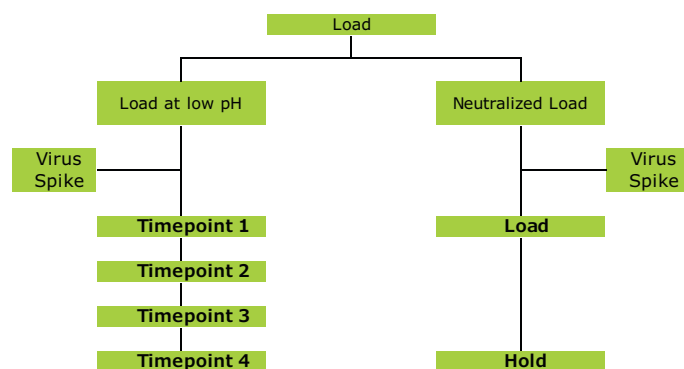 Load
Load at low pH
Neutralized Load
Virus
Spike
Virus
Spike
Timepoint 1
Load
Timepoint 2
Timepoint 3
Timepoint 4
Hold